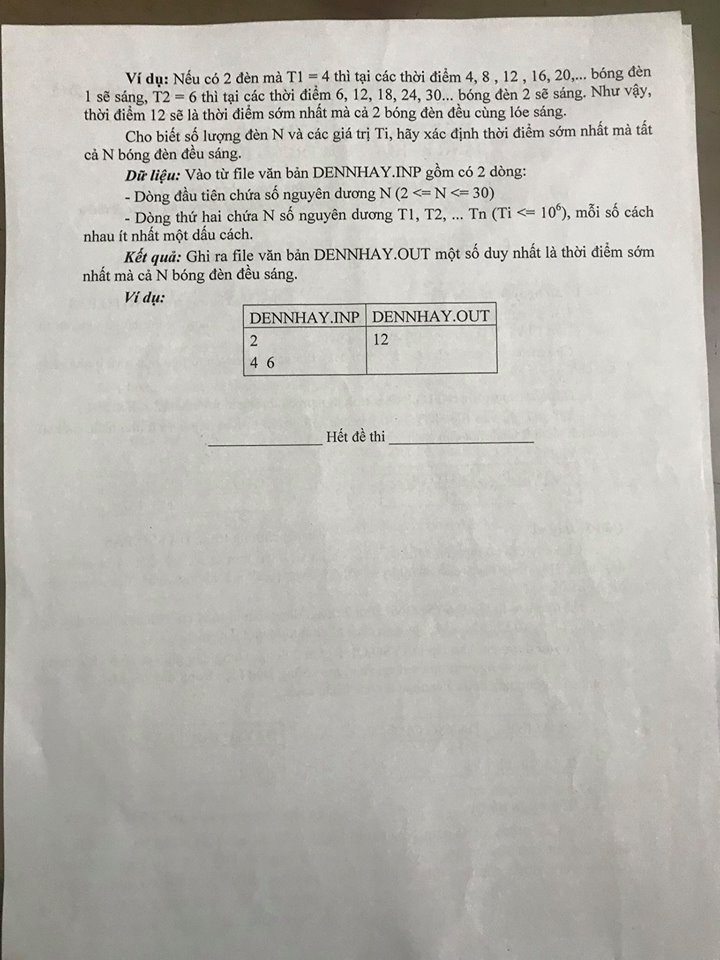 Ví dụ: Nếu có 2 đèn mà T1 = 4 thì tại các thời điểm 4, 8 , 12 , 16, 20,... bóng đèn
1 sẽ sáng, T2 = 6 thì tại các thời điểm 6, 12, 18, 24, 30... bóng đèn 2 sẽ sáng. Như vậy,
thời điểm 12 sẽ là thời điểm sớm nhất mà cả 2 bóng đèn đều cùng lóe sáng.
Cho biết số lượng đèn N và các giá trị Ti, hãy xác định thời điểm sớm nhất mà tất
cả N bóng đèn đều sáng.
Dữ liệu: Vào từ file văn bản DENNHAY.INP gồm có 2 dòng:
- Dòng đầu tiên chứa số nguyên dương N (2 <= N <= 30)
- Dòng thứ hai chứa N số nguyên dương T1, T2, ... Tn (Ti <= 10⁶), mỗi số cách
nhau ít nhất một dấu cách.
Kết quả: Ghi ra file văn bản DENNHAY.OUT một số duy nhất là thời điểm sớm
nhất mà cả N bóng đèn đều sáng.
Ví dụ:
DENNHAY.INP DENNHAY.OUT
2 12
4 6
Hết đề thi